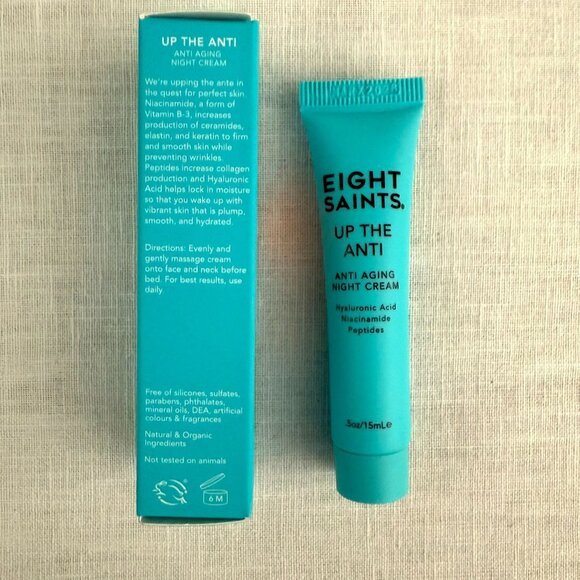 UP THE ANTI
ANTI AGING
NIGHT CREAM
We're upping the ante in
the quest for perfect skin.
Niacinamide, a form of
Vitamin B-3, increases
production of ceramides,
elastin, and keratin to firm
and smooth skin while
preventing wrinkles.
Peptides increase collagen
production and Hyaluronic
Acid helps lock in moisture
so that you wake up with
vibrant skin that is plump,
smooth, and hydrated.
Directions: Evenly and
gently massage cream
onto face and neck before
bed. For best results, use
daily
Free of silicones, sulfates,
parabens, phthalates,
mineral oils, DEA, artificial
colours & fragrances
Natural & Organic
Ingredients
Not tested on animals
6 M
EIGHT
SAINTS
UP THE
ANTI
ANTI AGING
NIGHT CREAM
Hyaluronic Acid
Niacinamide
Peptides
.5oz/15mLe